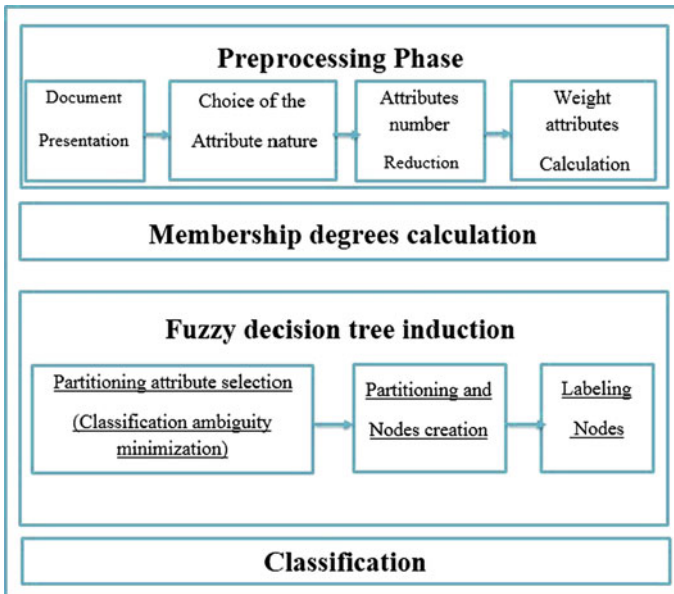 Preprocessing Phase
Document
Presentation
Choice of the
Attribute nature
Attributes
number
Reduction
Weight
attributes
Calculation
Membership degrees calculation
Fuzzy decision tree induction
Partitioning attribute selection
(Classification ambiguity
minimization)
Partitioning and
Nodes creation
Labeling
Nodes
Classification